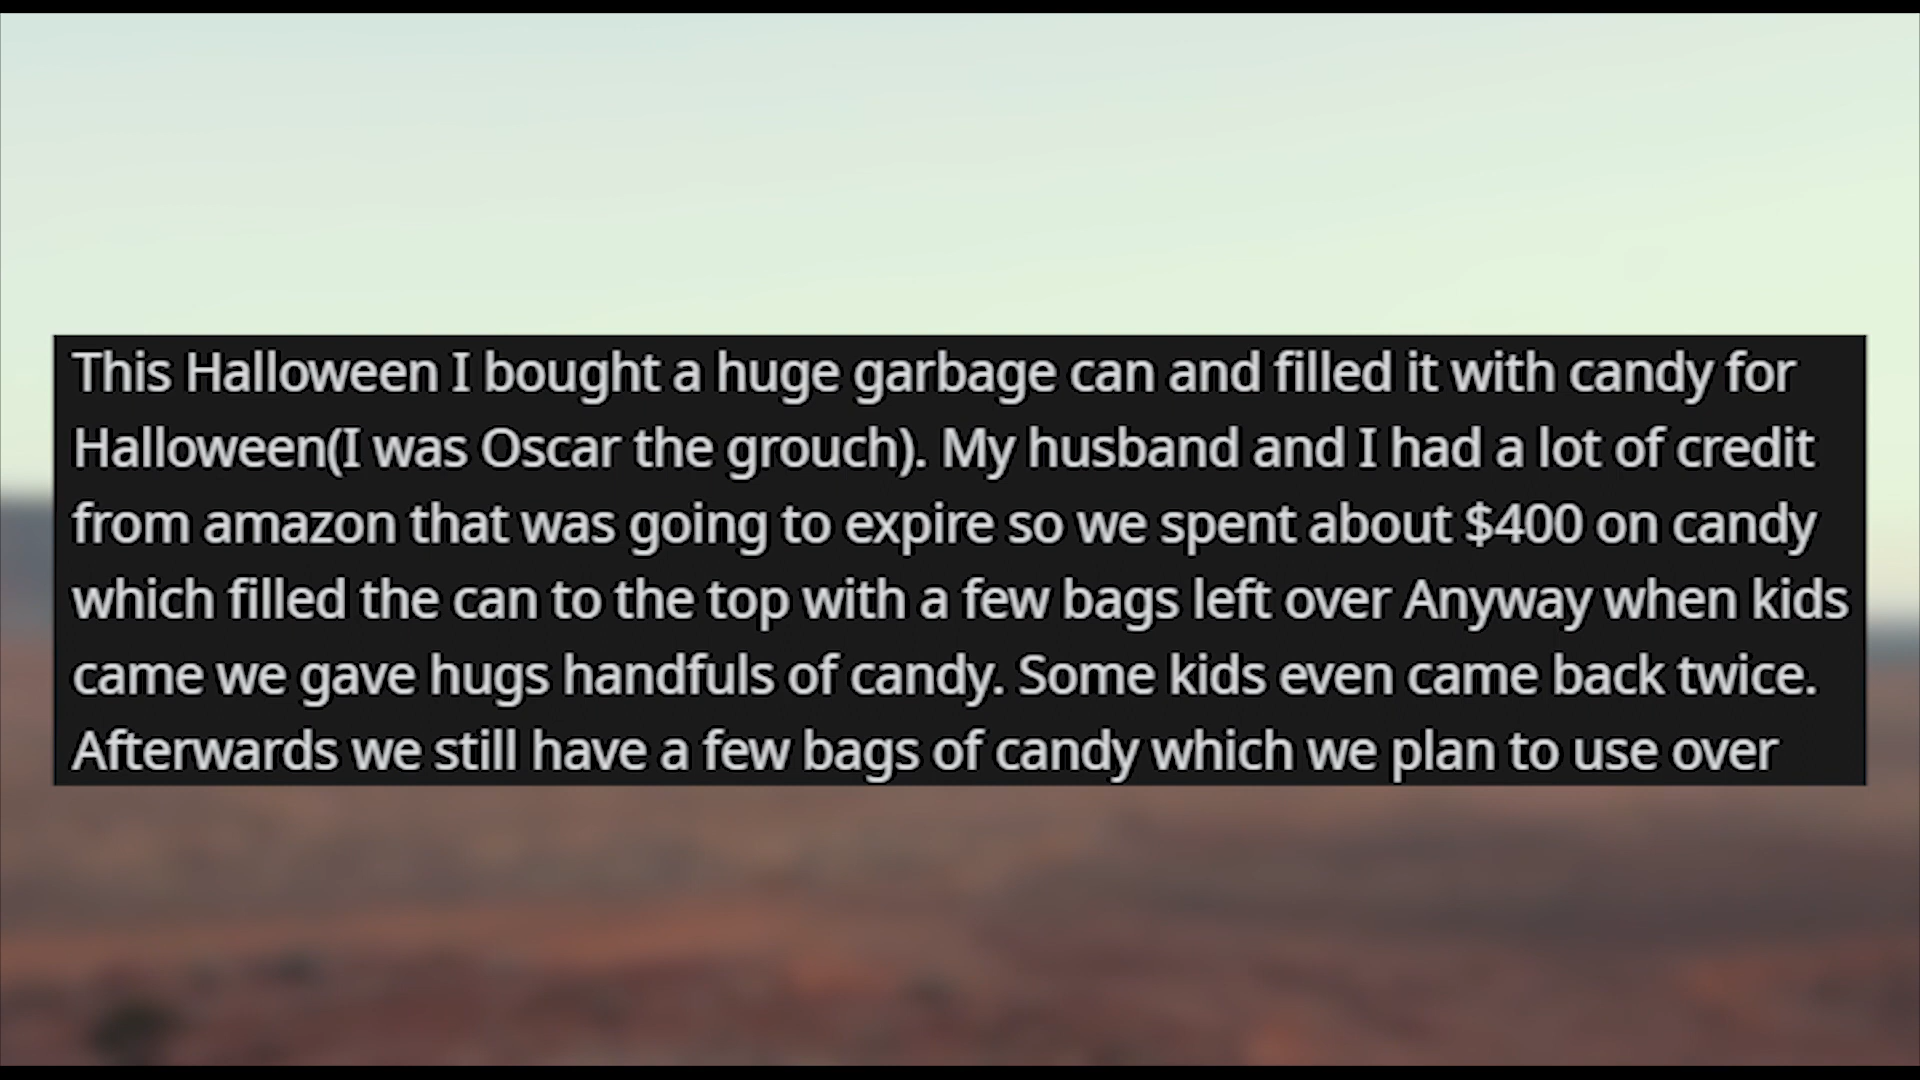 This Halloween I bought a huge garbage can and filled it with candy for
Halloween(I was Oscar the grouch). My husband and I had a lot of credit
from amazon that was going to expire so we spent about $400 on candy
which filled the can to the top with a few bags left over Anyway when kids
came we gave hugs handfuls of candy. Some kids even came back twice.
Afterwards we still have a few bags of candy which we plan to use over